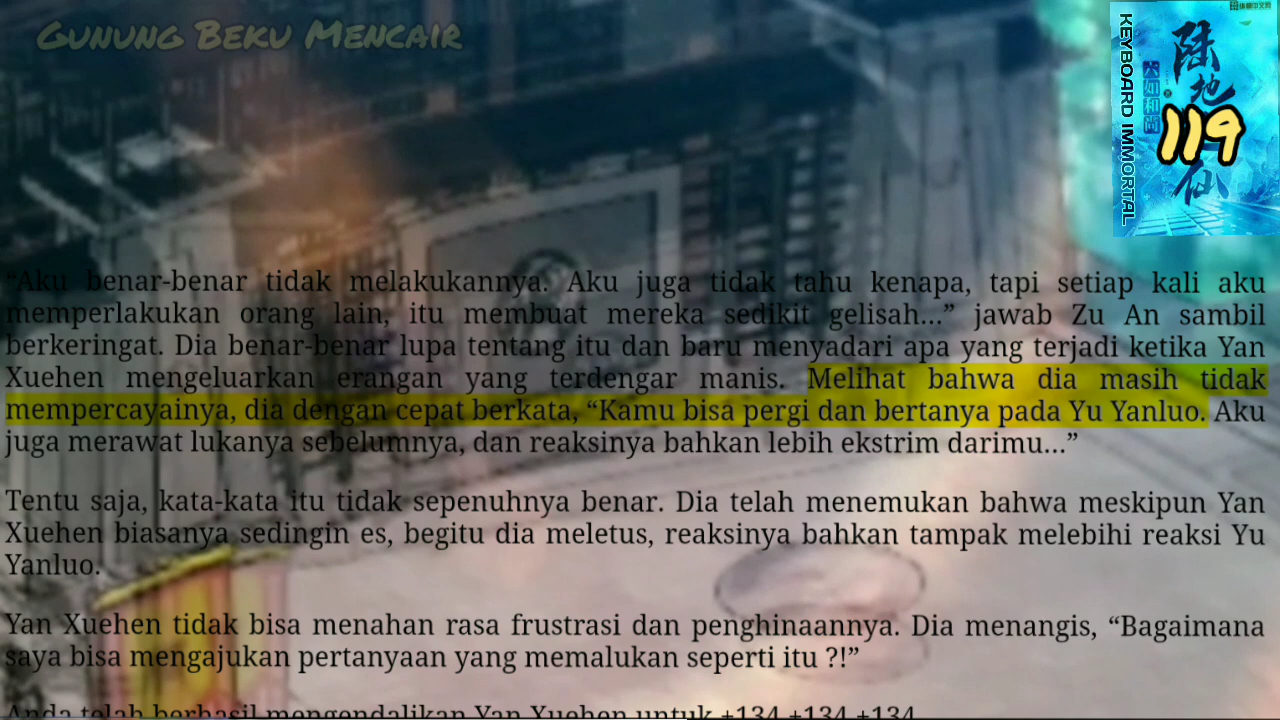 Gunung Beku Mencair
KEYBOARD IMMORTAL
陆地
119
仙
“Aku benar-benar tidak melakukannya. Aku juga tidak tahu kenapa, tapi setiap kali aku
memperlakukan orang lain, itu membuat mereka sedikit gelisah…” jawab Zu An sambil
berkeringat. Dia benar-benar lupa tentang itu dan baru menyadari apa yang terjadi ketika Yan
Xuehen mengeluarkan erangan yang terdengar manis. Melihat bahwa dia masih tidak
mempercayainya, dia dengan cepat berkata, “Kamu bisa pergi dan bertanya pada Yu Yanluo. Aku
juga merawat lukanya sebelumnya, dan reaksinya bahkan lebih ekstrim darimu…”
Tentu saja, kata-kata itu tidak sepenuhnya benar. Dia telah menemukan bahwa meskipun Yan
Xuehen biasanya sedingin es, begitu dia meletus, reaksinya bahkan tampak melebihi reaksi Yu
Yanluo.
Yan Xuehen tidak bisa menahan rasa frustrasi dan penghinaannya. Dia menangis, “Bagaimana
saya bisa mengajukan pertanyaan yang memalukan seperti itu ?!”
Anda telah berhasil mengendalikan Yan Xuehen untuk +134 +134 +134